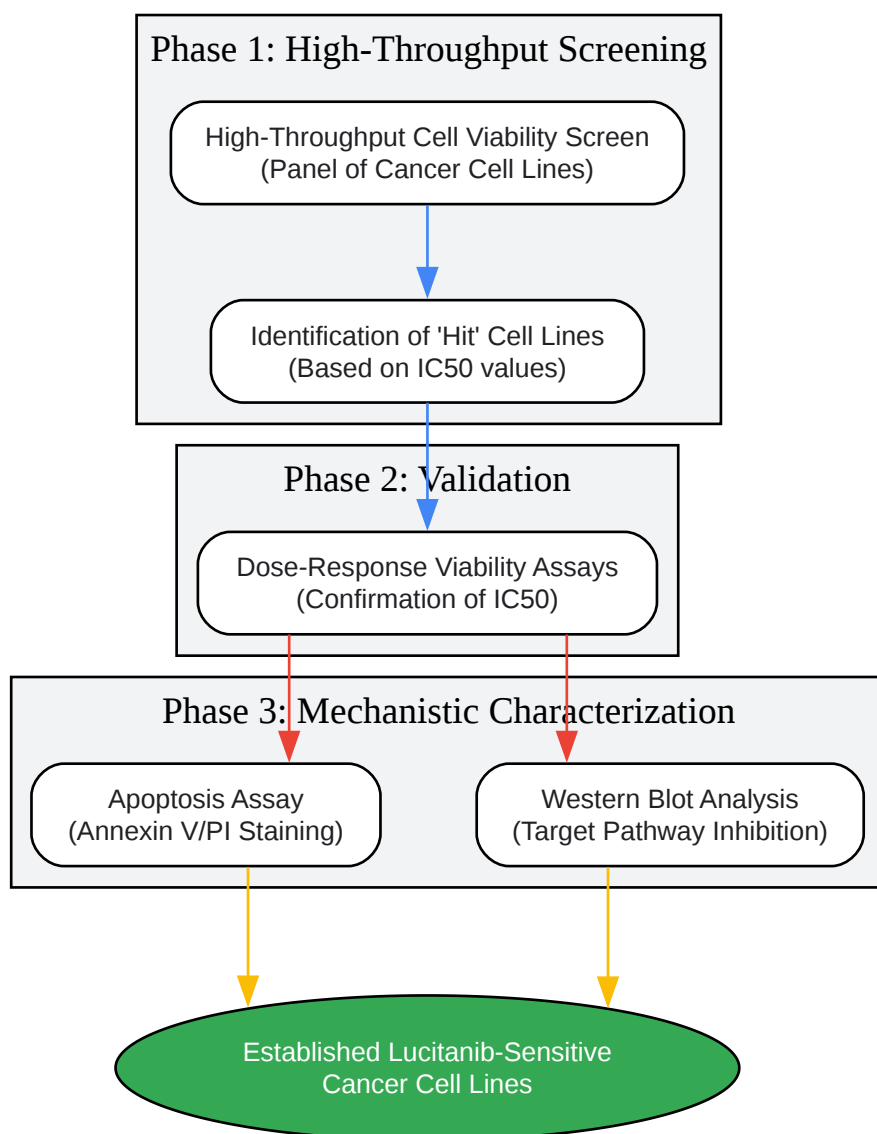 Phase 1: High-Throughput Screening
High-Throughput Cell Viability Screen
(Panel of Cancer Cell Lines)
Identification of 'Hit' Cell Lines
(Based on IC50 values)
Phase 2: Validation
Dose-Response Viability Assays
(Confirmation of IC50)
Phase 3: Mechanistic Characterization
Apoptosis Assay
(Annexin V/PI Staining)
Western Blot Analysis
(Target Pathway Inhibition)
Established Lucitanib-Sensitive
Cancer Cell Lines